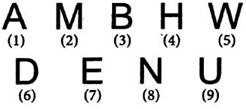 A M B H W
(1) (2) (3) (4) (5)
D E N U
(6) (7) (8) (9)